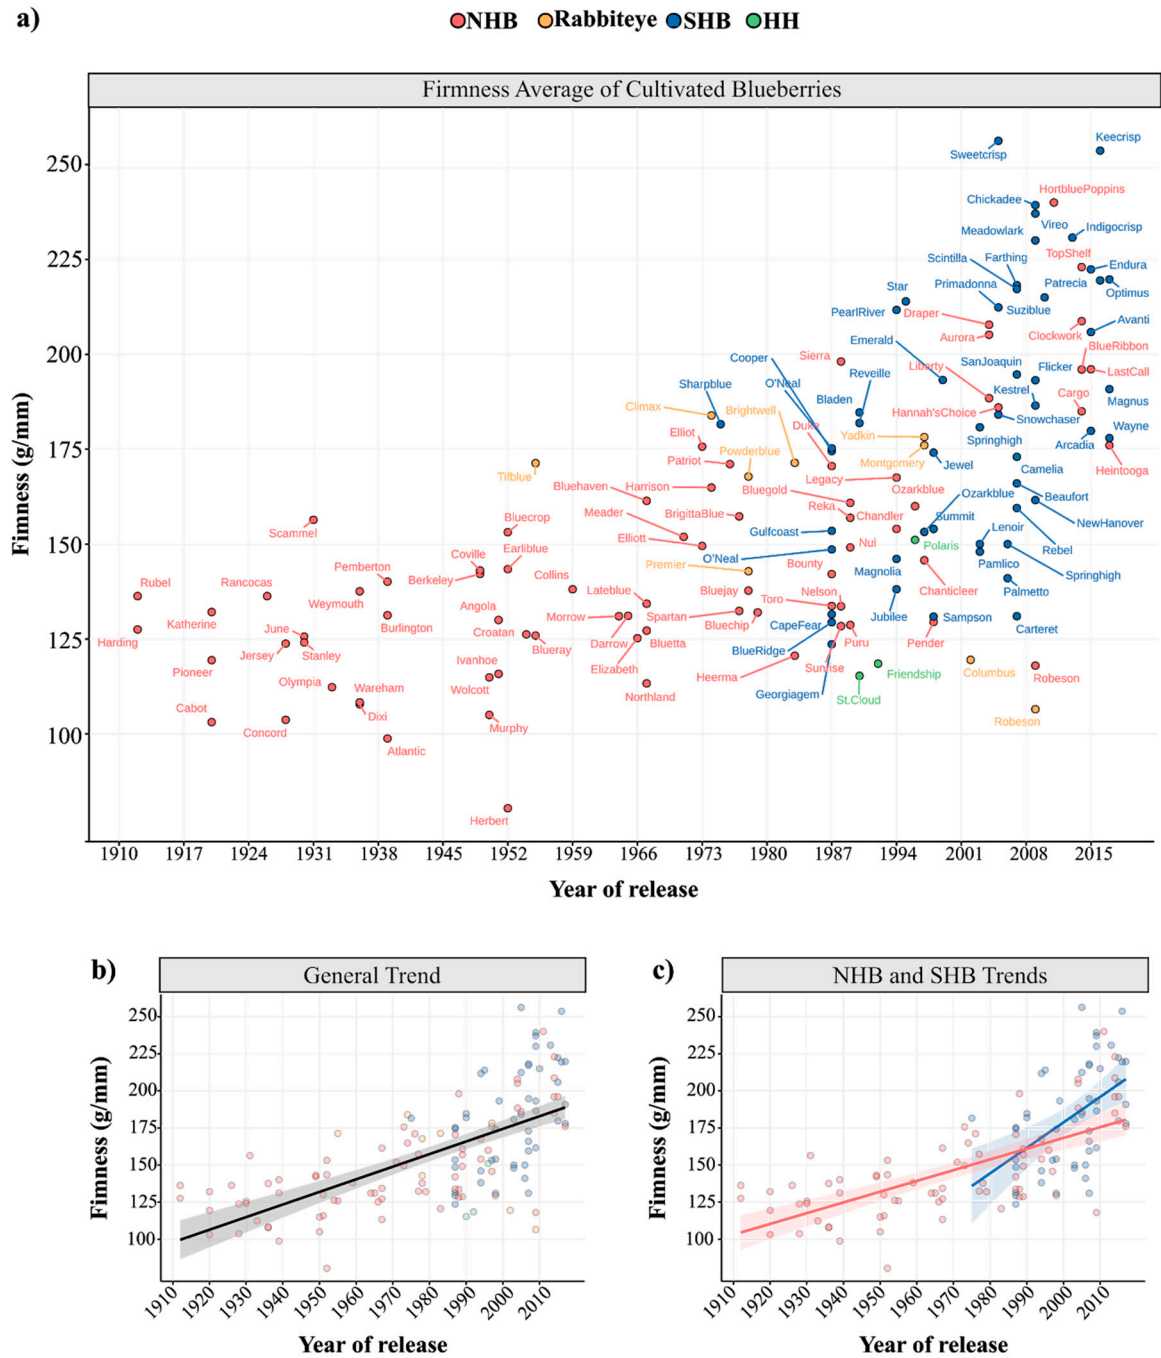 a)
NHB Rabbiteye SHB HH
Firmness Average of Cultivated Blueberries
Fimness (g/mm)
250
225
200
175
150
125
100
Keecrisp
Sweetcrisp
HortbluePoppins
Chickadee
Vireo
Indigocrisp
Meadowlark
TopShelf
Scintilla
Farthing
Endura
Star
Primadonna
Patrecia
Optimus
PearlRiver
Draper
Suziblue
Avanti
Aurora
Clockwork
Emerald
BlueRibbon
Cooper
Sierra
Liberty
SanJoaquin
Flicker
LastCall
Sharpblue
O'Neal
Reveille
Kestrel
Cargo
Magnus
Climax
Brightwell
Bladen
Hannah'sChoice
Snowchaser
Elliot
Duke
Yadkin
Springhigh
Arcadia
Wayne
Tifblue
Patriot
Powderblue
Montgomery
Jewel
Camelia
Heintooga
Bluehaven
Harrison
Bluegold
Legacy
Ozarkblue
Ozarkblue
Beaufort
Scammel
Bluecrop
Meader
BrigittaBlue
Reka
Chandler
Summit
Lenoir
NewHanover
Elliott
Gulfcoast
Nui
Polaris
Rebel
Coville
Earliblue
O'Neal
Pamlico
Springhigh
Pemberton
Berkeley
Collins
Premier
Bounty
Magnolia
Chanticleer
Palmetto
Rubel
Rancocas
Weymouth
Lateblue
Bluejay
Toro
Nelson
Jubilee
Sampson
Carteret
Katherine
Angola
Morrow
Spartan
Bluechip
CapeFear
Puru
Pender
Harding
June
Burlington
Croatan
Darrow
Bluetta
BlueRidge
Jersey
Stanley
Blueray
Elizabeth
Heerma
Sunrise
Friendship
Columbus
Robeson
Pioneer
Olympia
Wareham
Ivanhoe
Wolcott
Northland
Georgiagem
St.Cloud
Cabot
Concord
Dixi
Murphy
Robeson
Atlantic
Herbert
1910 1917 1924 1931 1938 1945 1952 1959 1966 1973 1980 1987 1994 2001 2008 2015
Year of release
b)
General Trend
Fimness (g/mm)
250
225
200
175
150
125
100
1910 1920 1930 1940 1950 1960 1970 1980 1990 2000 2010
Year of release
c)
NHB and SHB Trends
Fimness (g/mm)
250
225
200
175
150
125
100
1910 1920 1930 1940 1950 1960 1970 1980 1990 2000 2010
Year of release